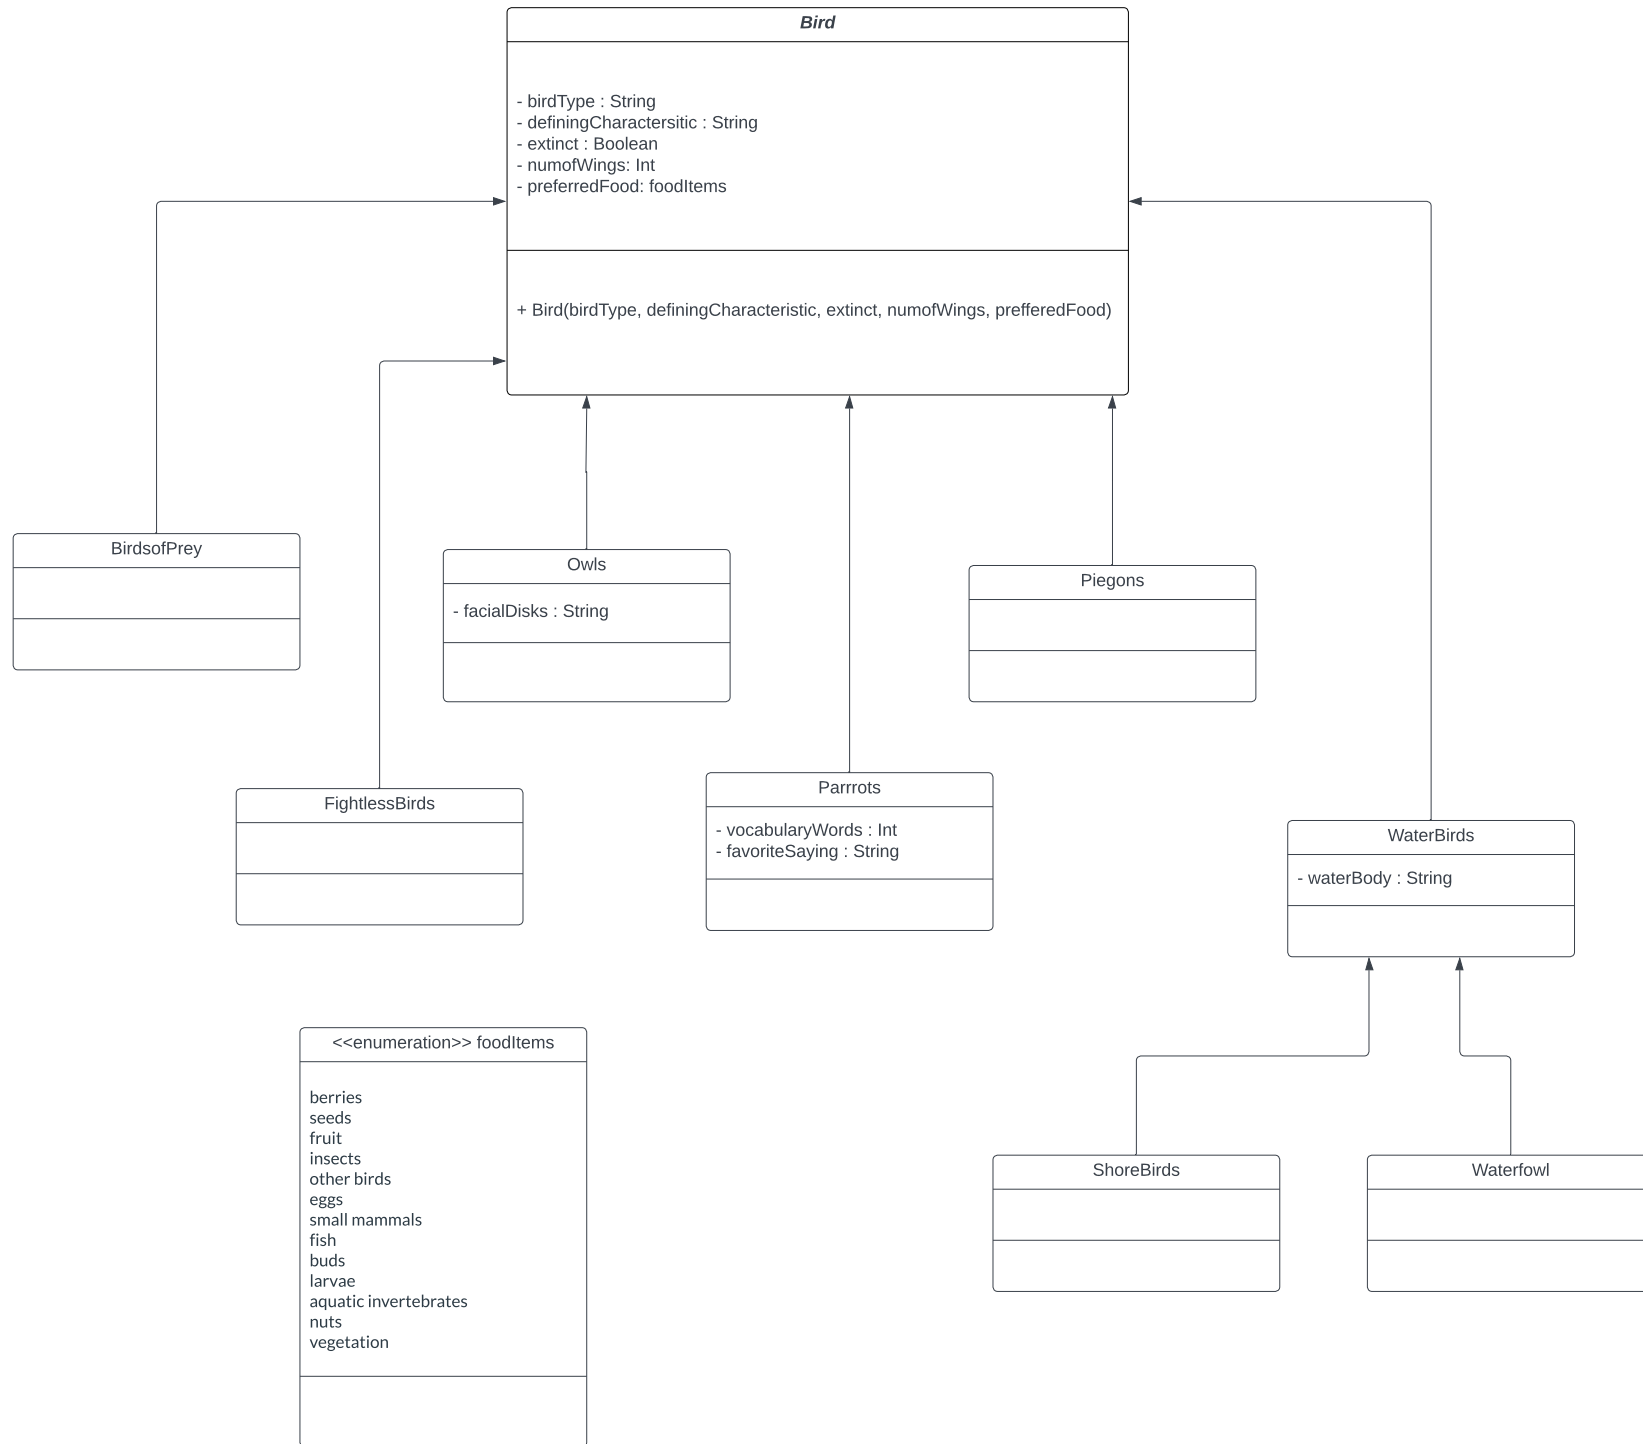 Bird
- birdType : String
- definingCharactersitic : String
- extinct : Boolean
- numofWings: Int
- preferredFood: foodItems
+ Bird(birdType, definingCharacteristic, extinct, numofWings, prefferedFood)
BirdsofPrey
Owls
- facialDisks : String
Piegons
FightlessBirds
Parrrots
- vocabularyWords : Int
- favoriteSaying : String
WaterBirds
- waterBody : String
<<enumeration>> foodItems
berries
seeds
fruit
insects
other birds
eggs
small mammals
fish
buds
larvae
aquatic invertebrates
nuts
vegetation
ShoreBirds
Waterfowl